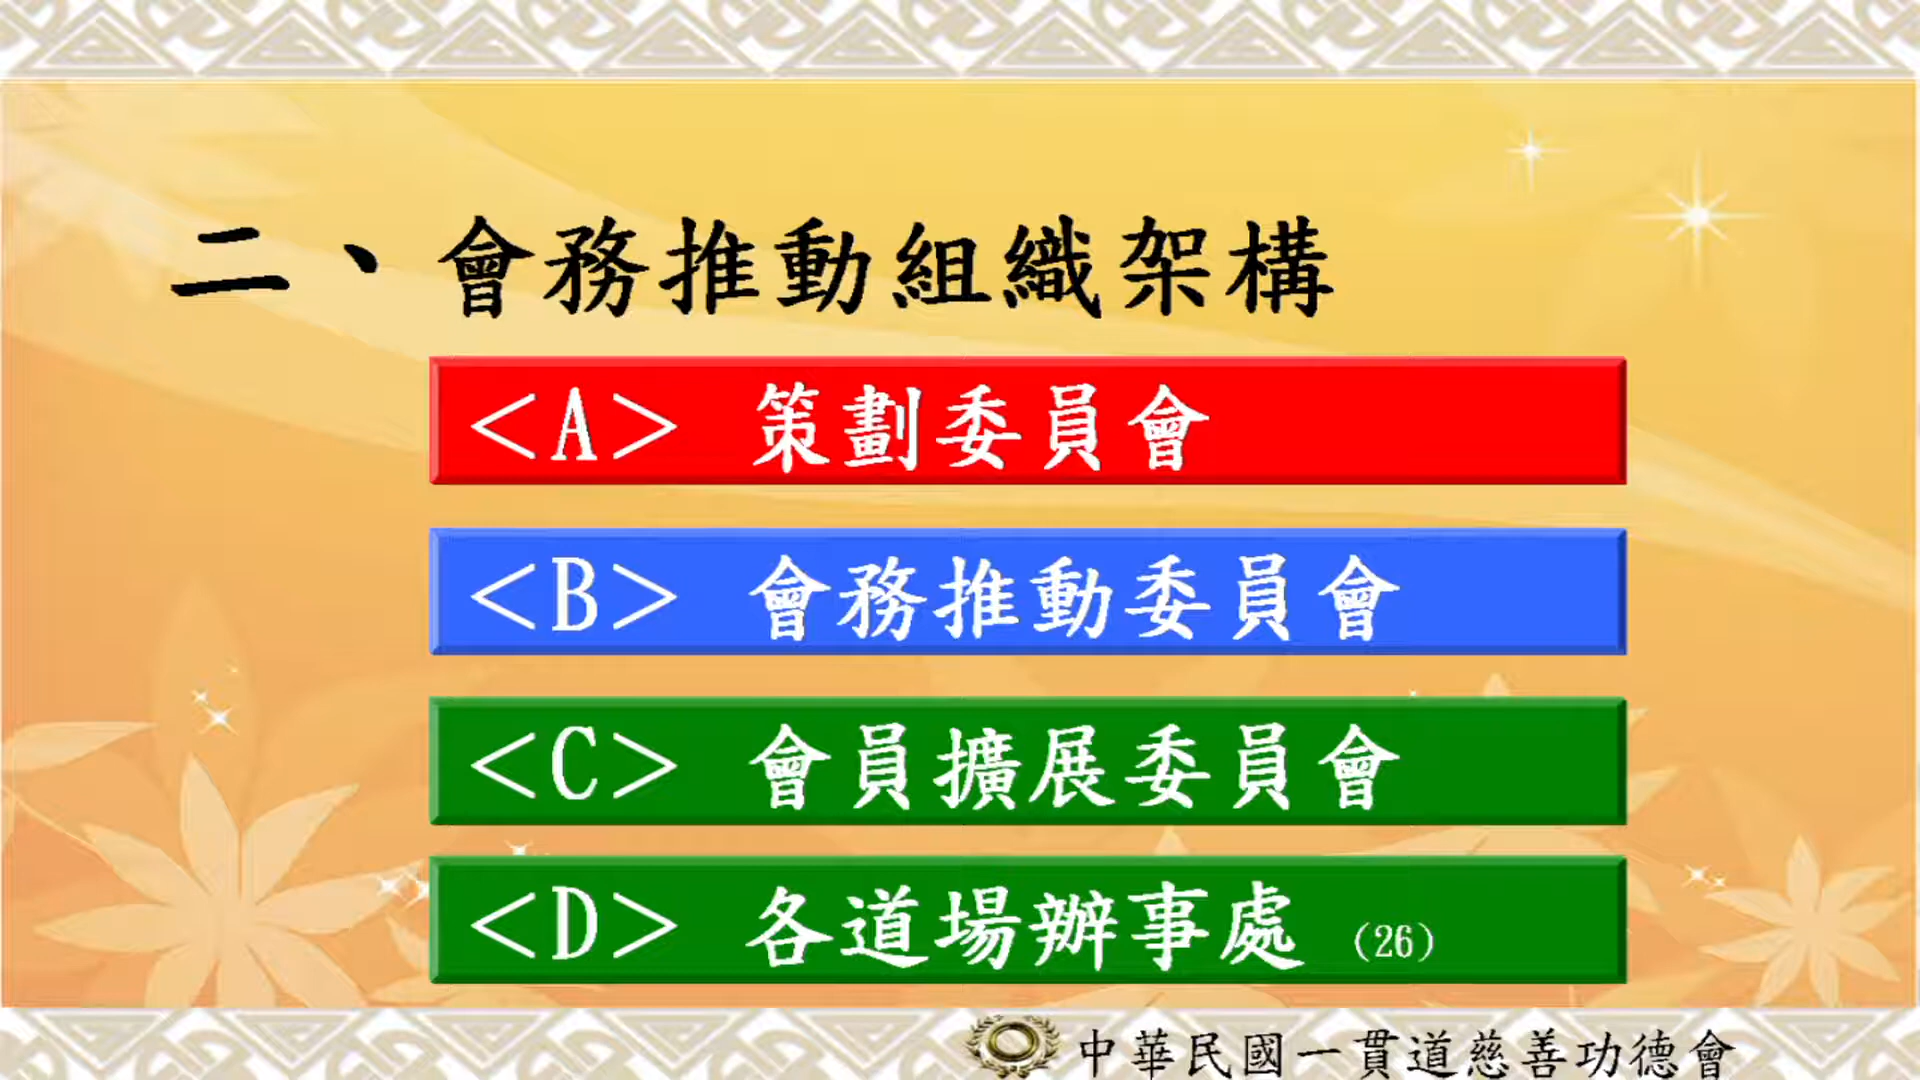 二、會務推動組織架構
<A> 策劃委員會
<B> 會務推動委員會
<C> 會員擴展委員會
<D> 各道場辦事處 (26)
中華民國一貫道慈善功德會